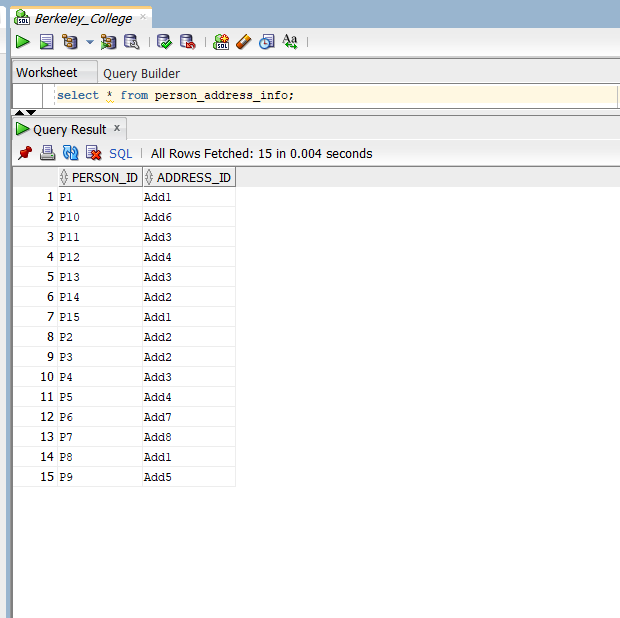 Berkeley_College
SQL
Aa
Worksheet Query Builder
select * from person_address_info;
Query Result x
SQL | All Rows Fetched: 15 in 0.004 seconds
PERSON_ID ADDRESS_ID
1 P1 Add1
2 P10 Add6
3 P11 Add3
4 P12 Add4
5 P13 Add3
6 P14 Add2
7 P15 Add1
8 P2 Add2
9 P3 Add2
10 P4 Add3
11 P5 Add4
12 P6 Add7
13 P7 Add8
14 P8 Add1
15 P9 Add5